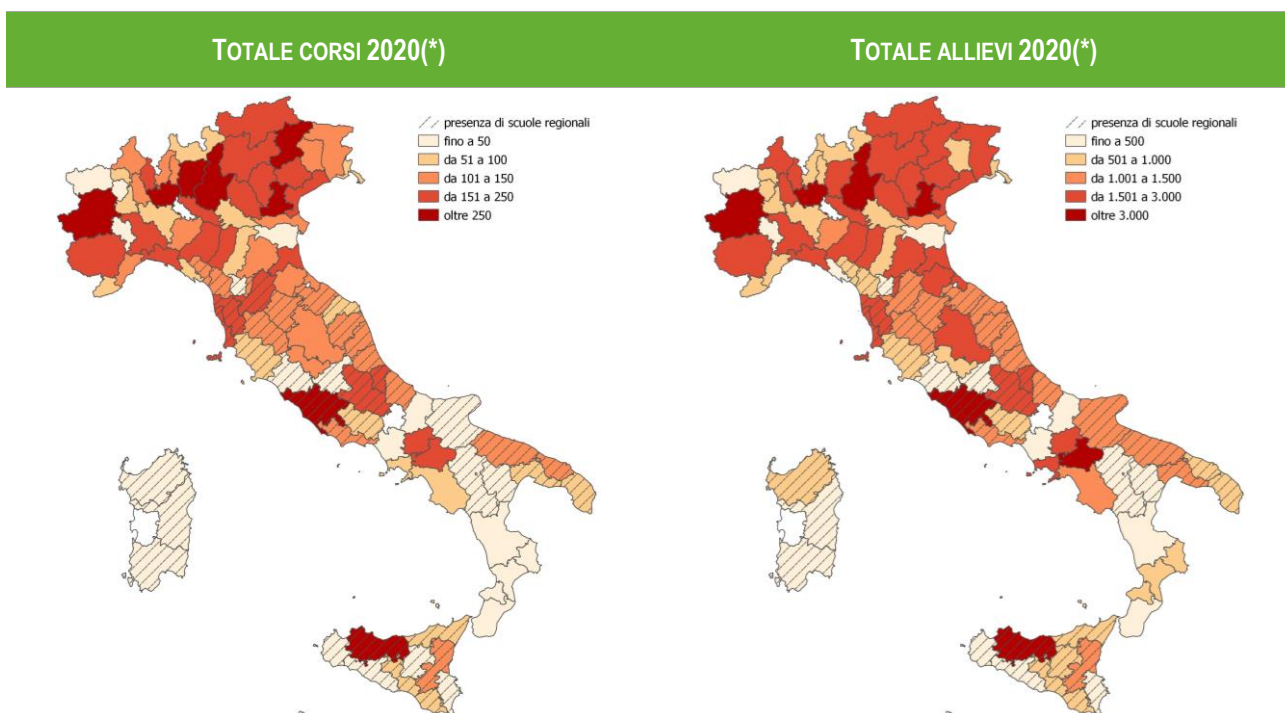 TOTALE CORSI 2020(*)
TOTALE ALLIEVI 2020(*)
presenza di scuole regionali
fino a 50
da 51 a 100
da 101 a 150
da 151 a 250
oltre 250
presenza di scuole regionali
fino a 500
da 501 a 1.000
da 1.001 a 1.500
da 1.501 a 3.000
oltre 3.000